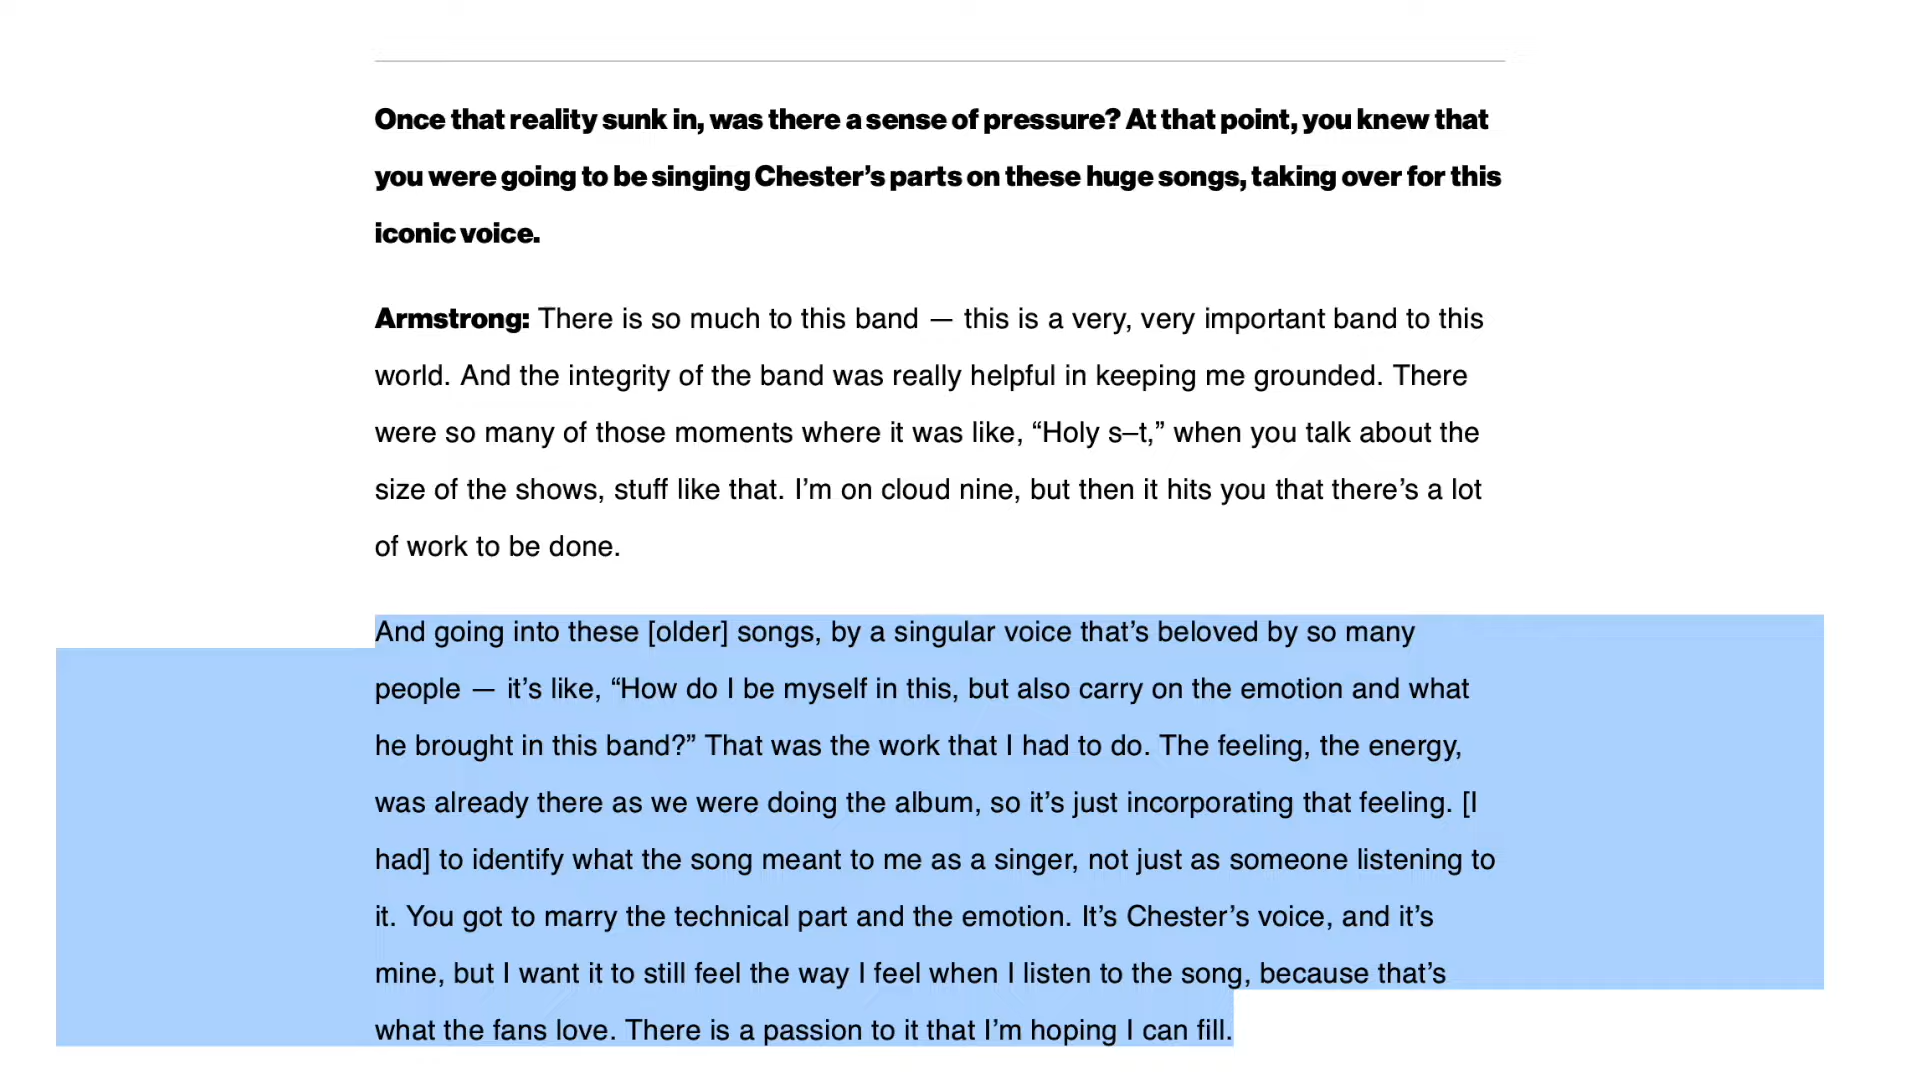 Once that reality sunk in, was there a sense of pressure? At that point, you knew that
you were going to be singing Chester’s parts on these huge songs, taking over for this
iconic voice.
Armstrong: There is so much to this band — this is a very, very important band to this
world. And the integrity of the band was really helpful in keeping me grounded. There
were so many of those moments where it was like, “Holy s–t,” when you talk about the
size of the shows, stuff like that. I’m on cloud nine, but then it hits you that there’s a lot
of work to be done.
And going into these [older] songs, by a singular voice that’s beloved by so many
people — it’s like, “How do I be myself in this, but also carry on the emotion and what
he brought in this band?” That was the work that I had to do. The feeling, the energy,
was already there as we were doing the album, so it’s just incorporating that feeling. [I
had] to identify what the song meant to me as a singer, not just as someone listening to
it. You got to marry the technical part and the emotion. It’s Chester’s voice, and it’s
mine, but I want it to still feel the way I feel when I listen to the song, because that’s
what the fans love. There is a passion to it that I’m hoping I can fill.